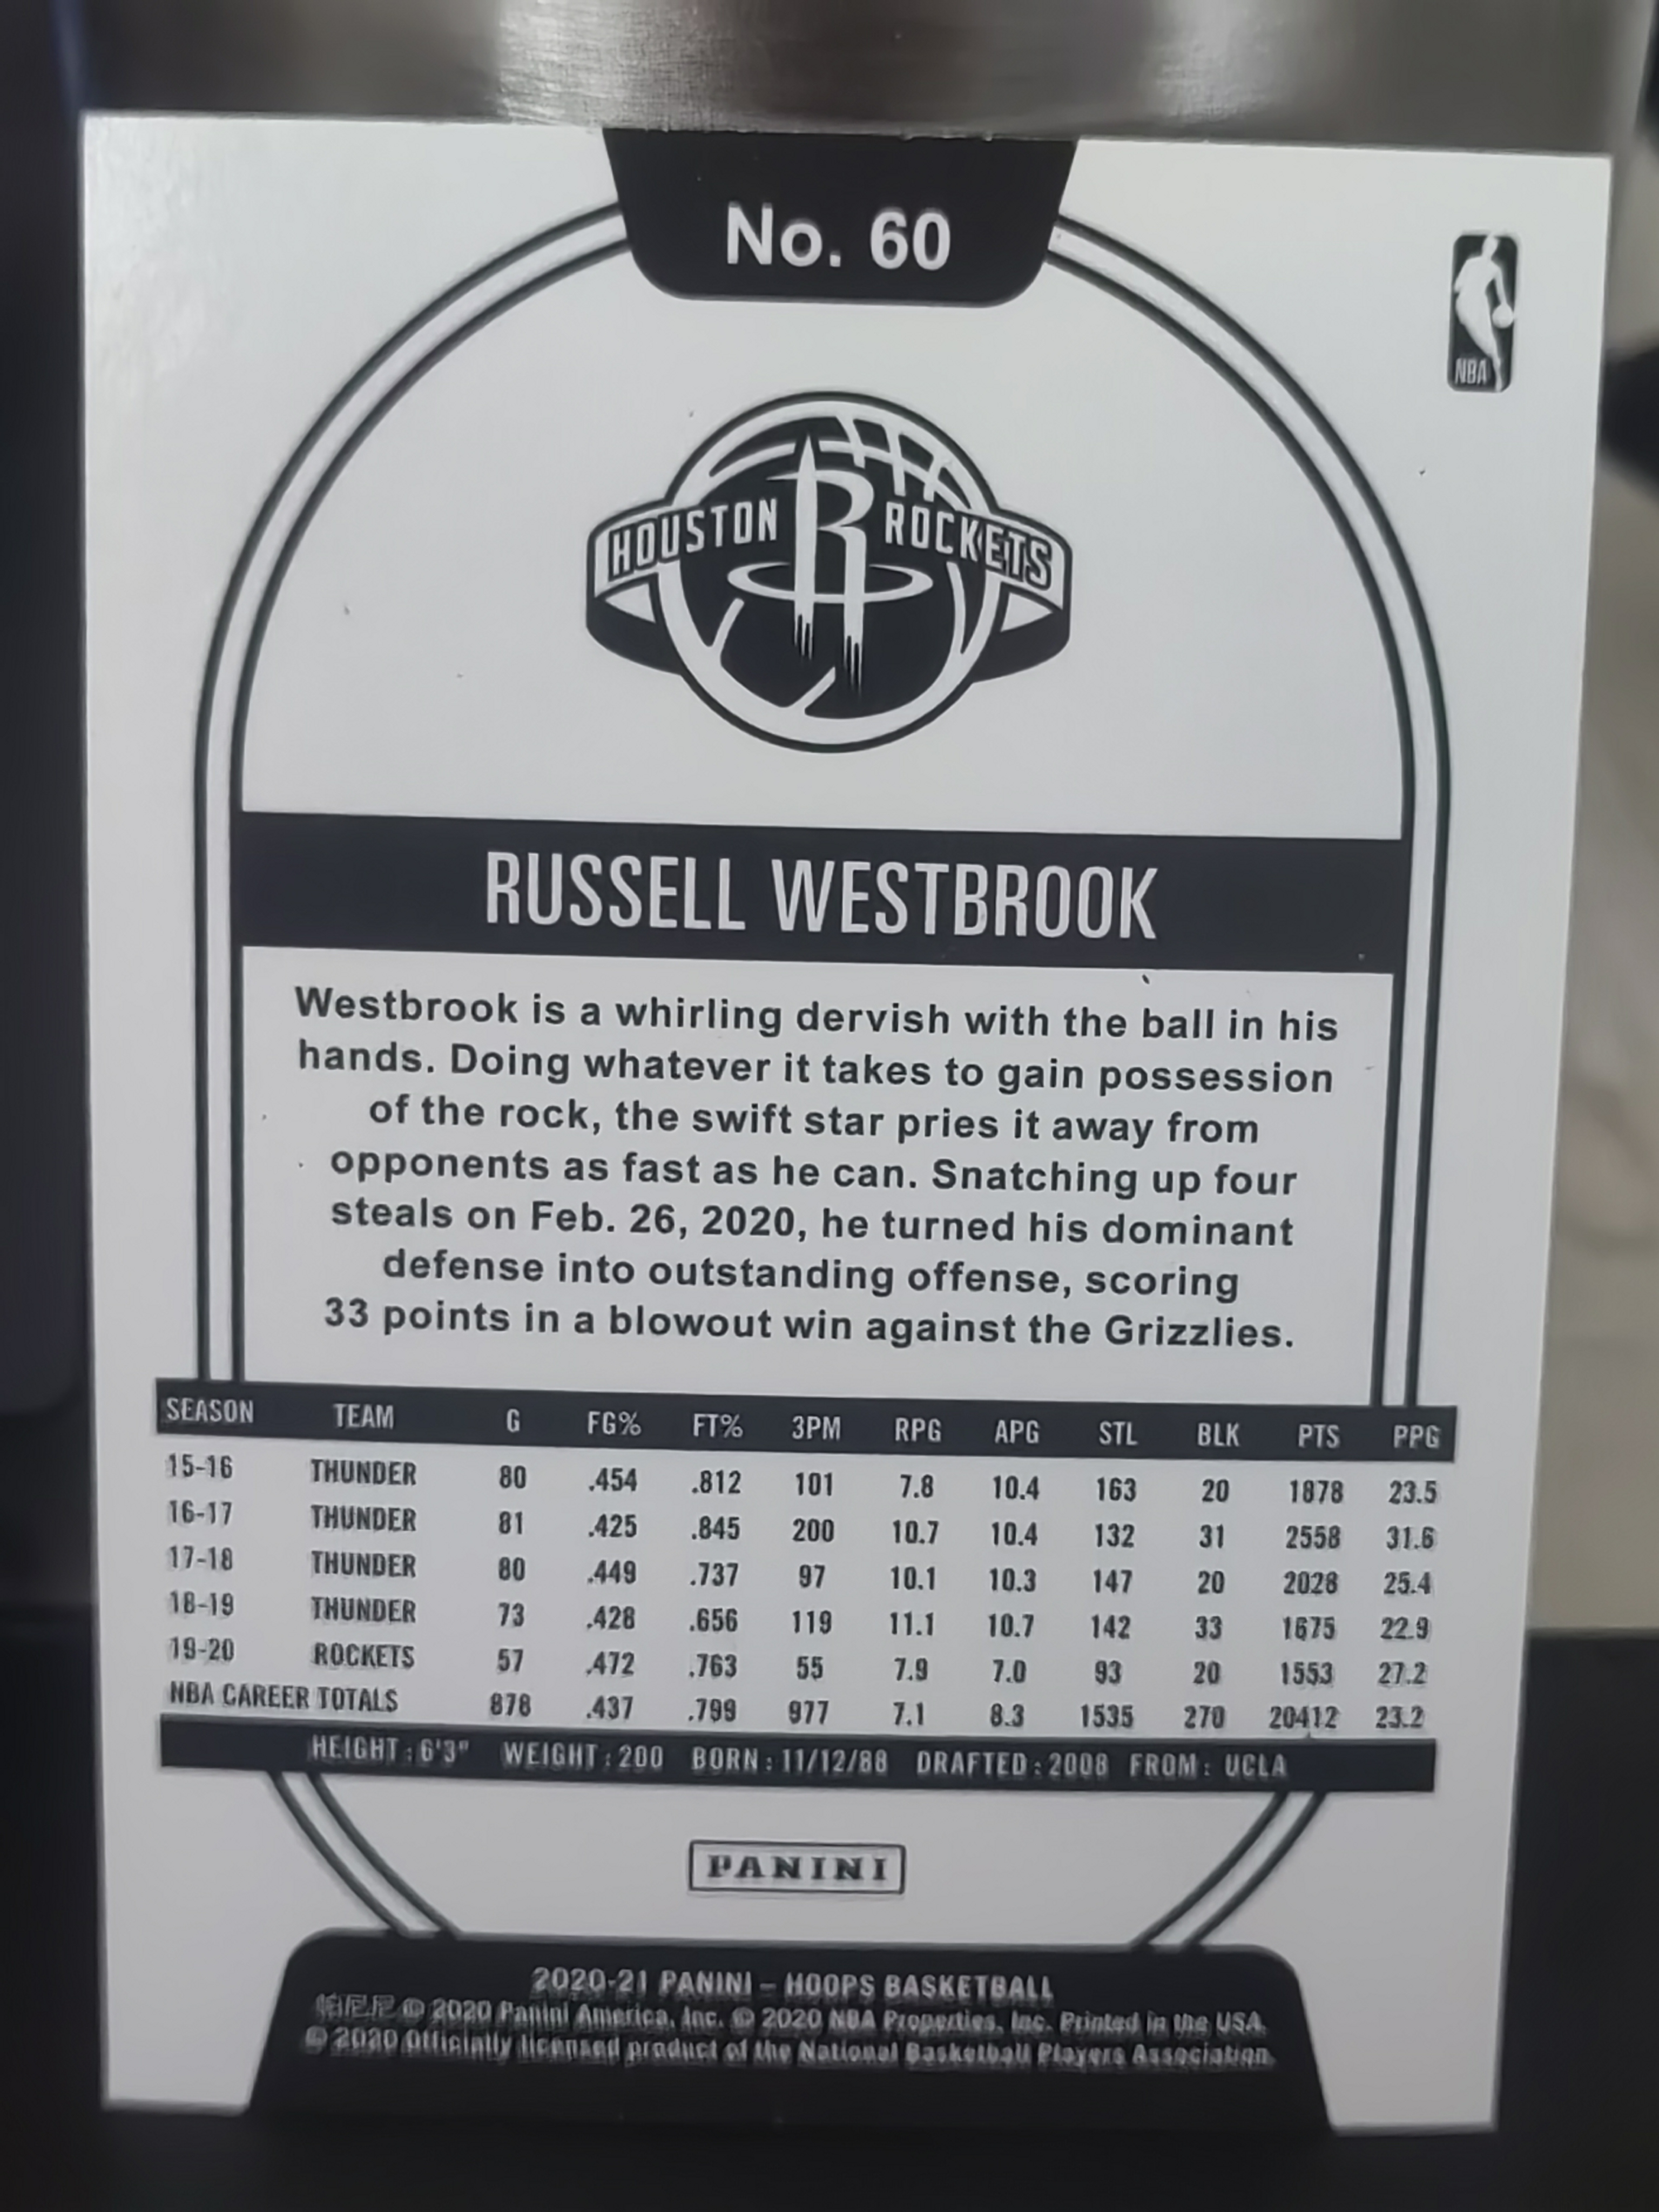 No. 60
NBA
HOUSTON R ROCKETS
RUSSELL WESTBROOK
Westbrook is a whirling dervish with the ball in his
hands. Doing whatever it takes to gain possession
of the rock, the swift star pries it away from
opponents as fast as he can. Snatching up four
steals on Feb. 26, 2020, he turned his dominant
defense into outstanding offense, scoring
33 points in a blowout win against the Grizzlies.
SEASON TEAM G FG% FT% 3PM RPG APG STL BLK PTS PPG
15-16 THUNDER 80 .454 .812 101 7.8 10.4 163 20 1878 23.5
16-17 THUNDER 81 .425 .845 200 10.7 10.4 132 31 2558 31.6
17-18 THUNDER 80 .449 .737 97 10.1 10.3 147 20 2028 25.4
18-19 THUNDER 73 .428 .656 119 11.1 10.7 142 33 1675 22.9
19-20 ROCKETS 57 .472 .763 55 7.9 7.0 93 20 1553 27.2
NBA CAREER TOTALS 878 .437 .799 977 7.1 8.3 1535 270 20412 23.2
HEIGHT : 6'3" WEIGHT : 200 BORN : 11/12/88 DRAFTED : 2008 FROM : UCLA
PANINI
2020-21 PANINI – HOOPS BASKETBALL
© 2020 Panini America, Inc. © 2020 NBA Properties, Inc. Printed in the USA.
© 2020 Officially licensed product of the National Basketball Players Association.